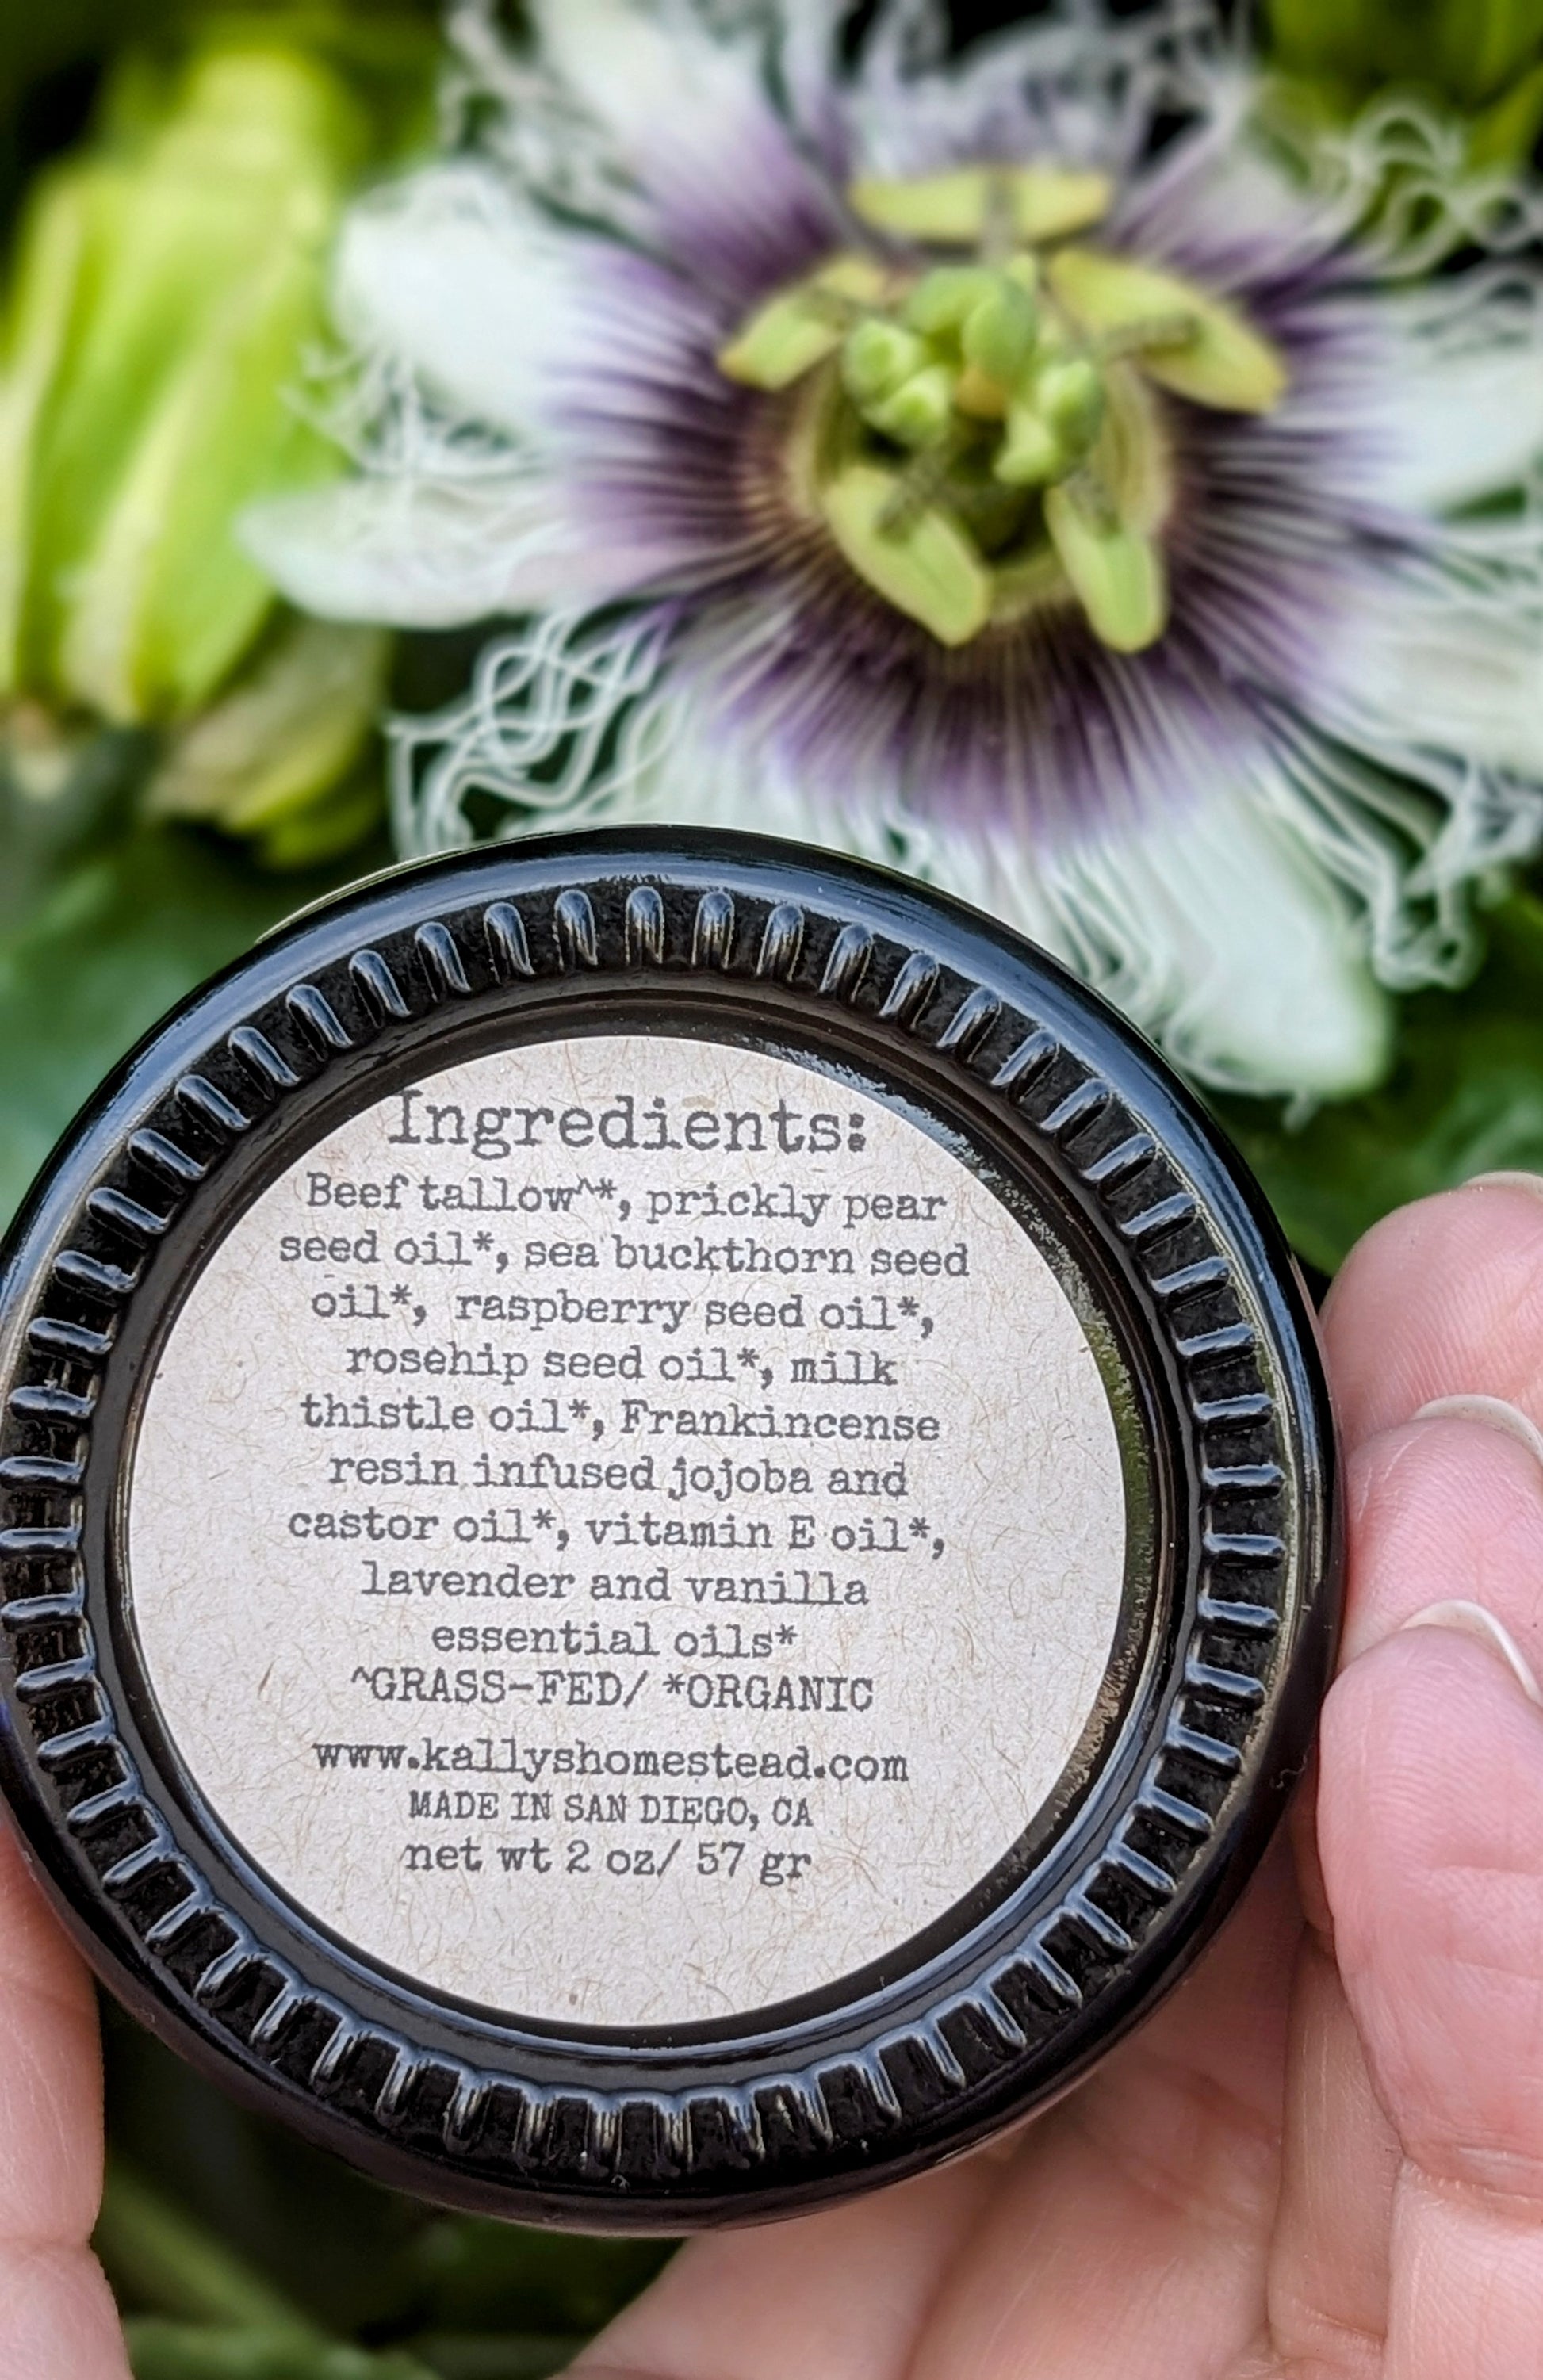 Ingredients:
Beef tallow^*, prickly pear
seed oil*, sea buckthorn seed
oil*, raspberry seed oil*,
rosehip seed oil*, milk
thistle oil*, Frankincense
resin infused jojoba and
castor oil*, vitamin E oil*,
lavender and vanilla
essential oils*
^GRASS-FED/ *ORGANIC
www.kallyshomestead.com
MADE IN SAN DIEGO, CA
net wt 2 oz/ 57 gr